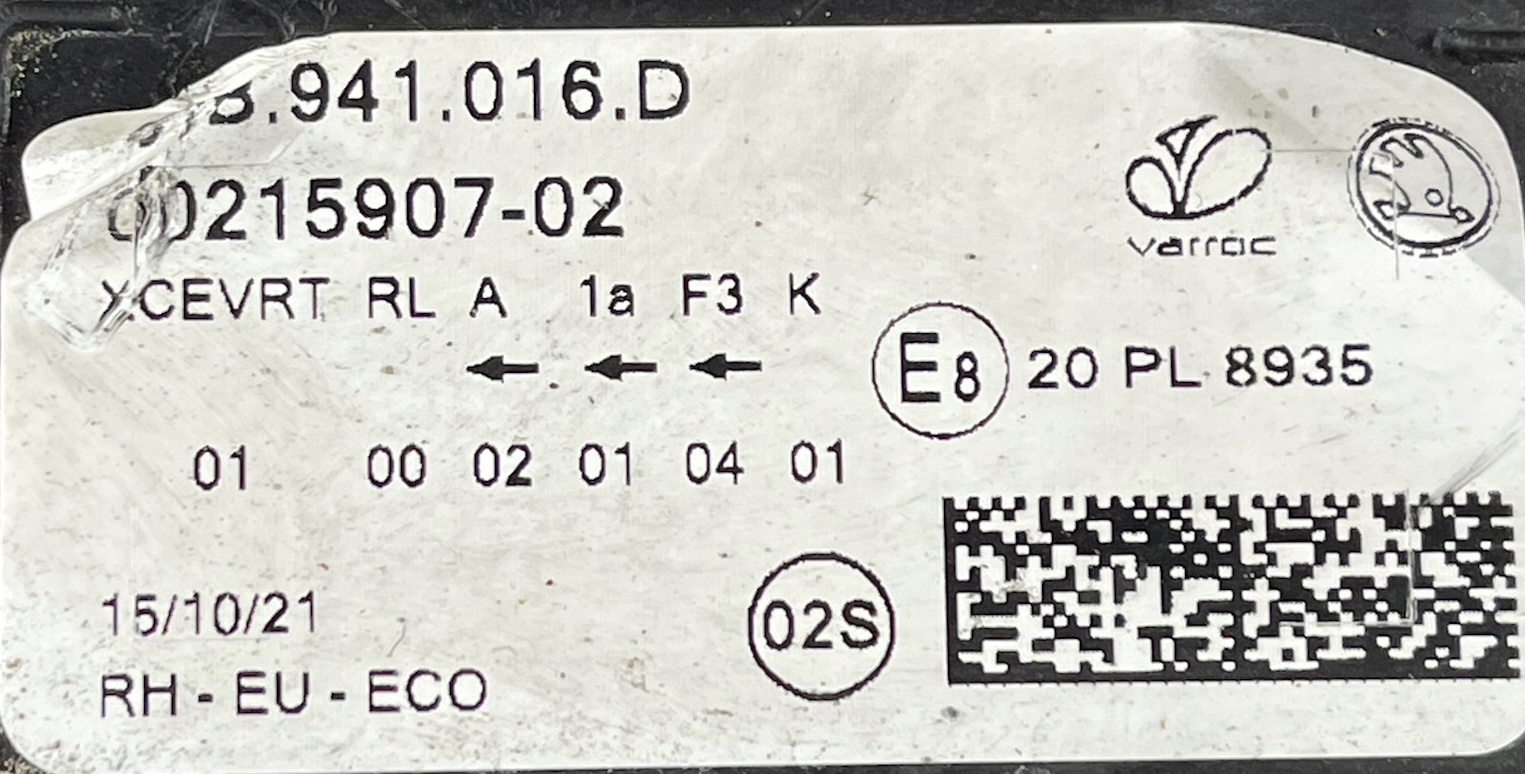 B.941.016.D
00215907-02
varroc
XCEVRT RL A 1a F3 K
E8 20 PL 8935
01 00 02 01 04 01
15/10/21
02S
RH - EU - ECO